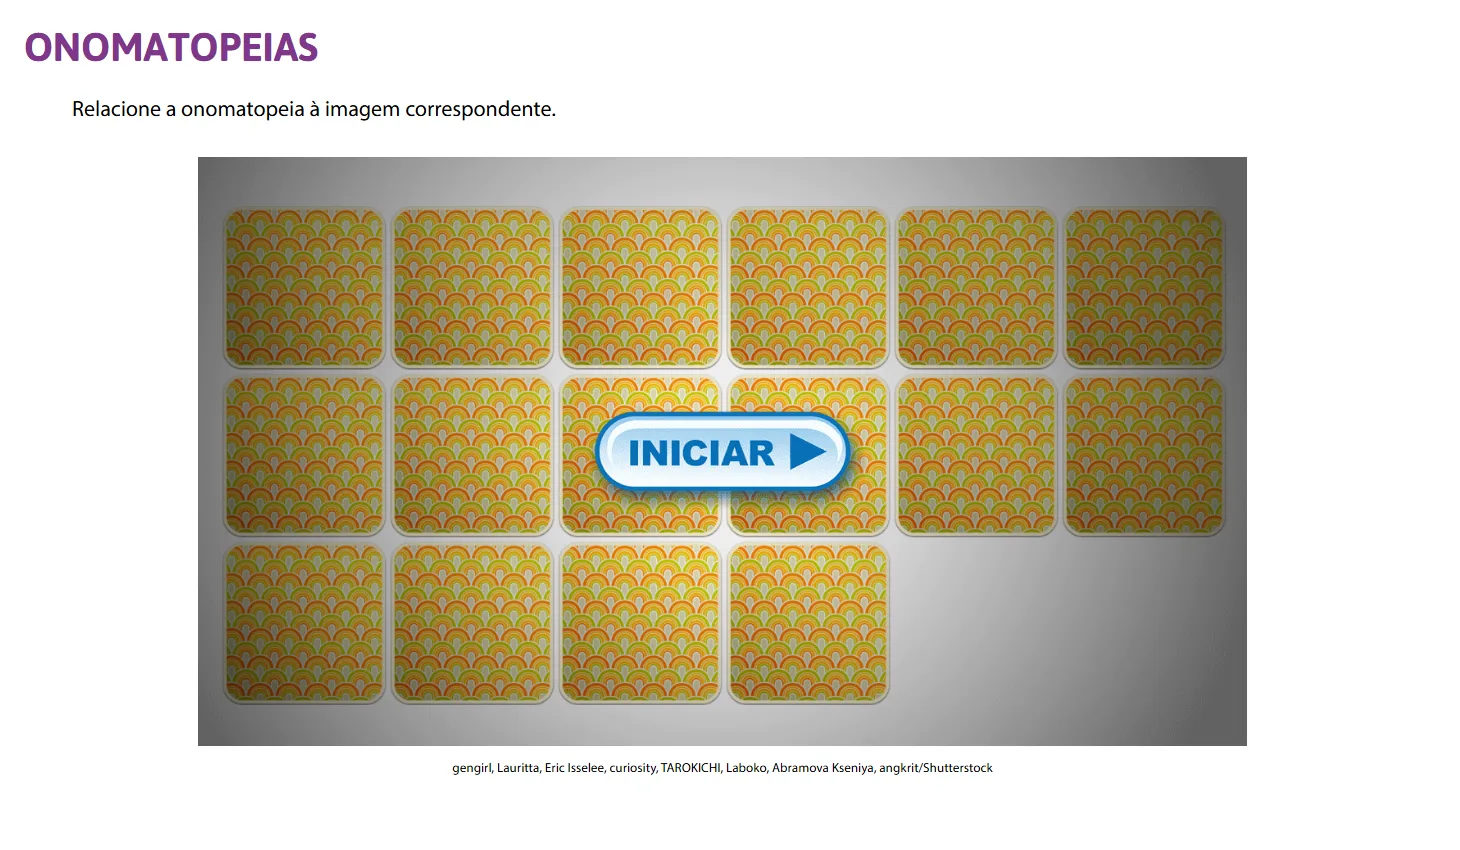 ONOMATOPEIAS
Relacione a onomatopeia à imagem correspondente.
INICIAR
gengirl, Lauritta, Eric Isselee, curiosity, TAROKICHI, Laboko, Abramova Kseniya, angkrit/Shutterstock